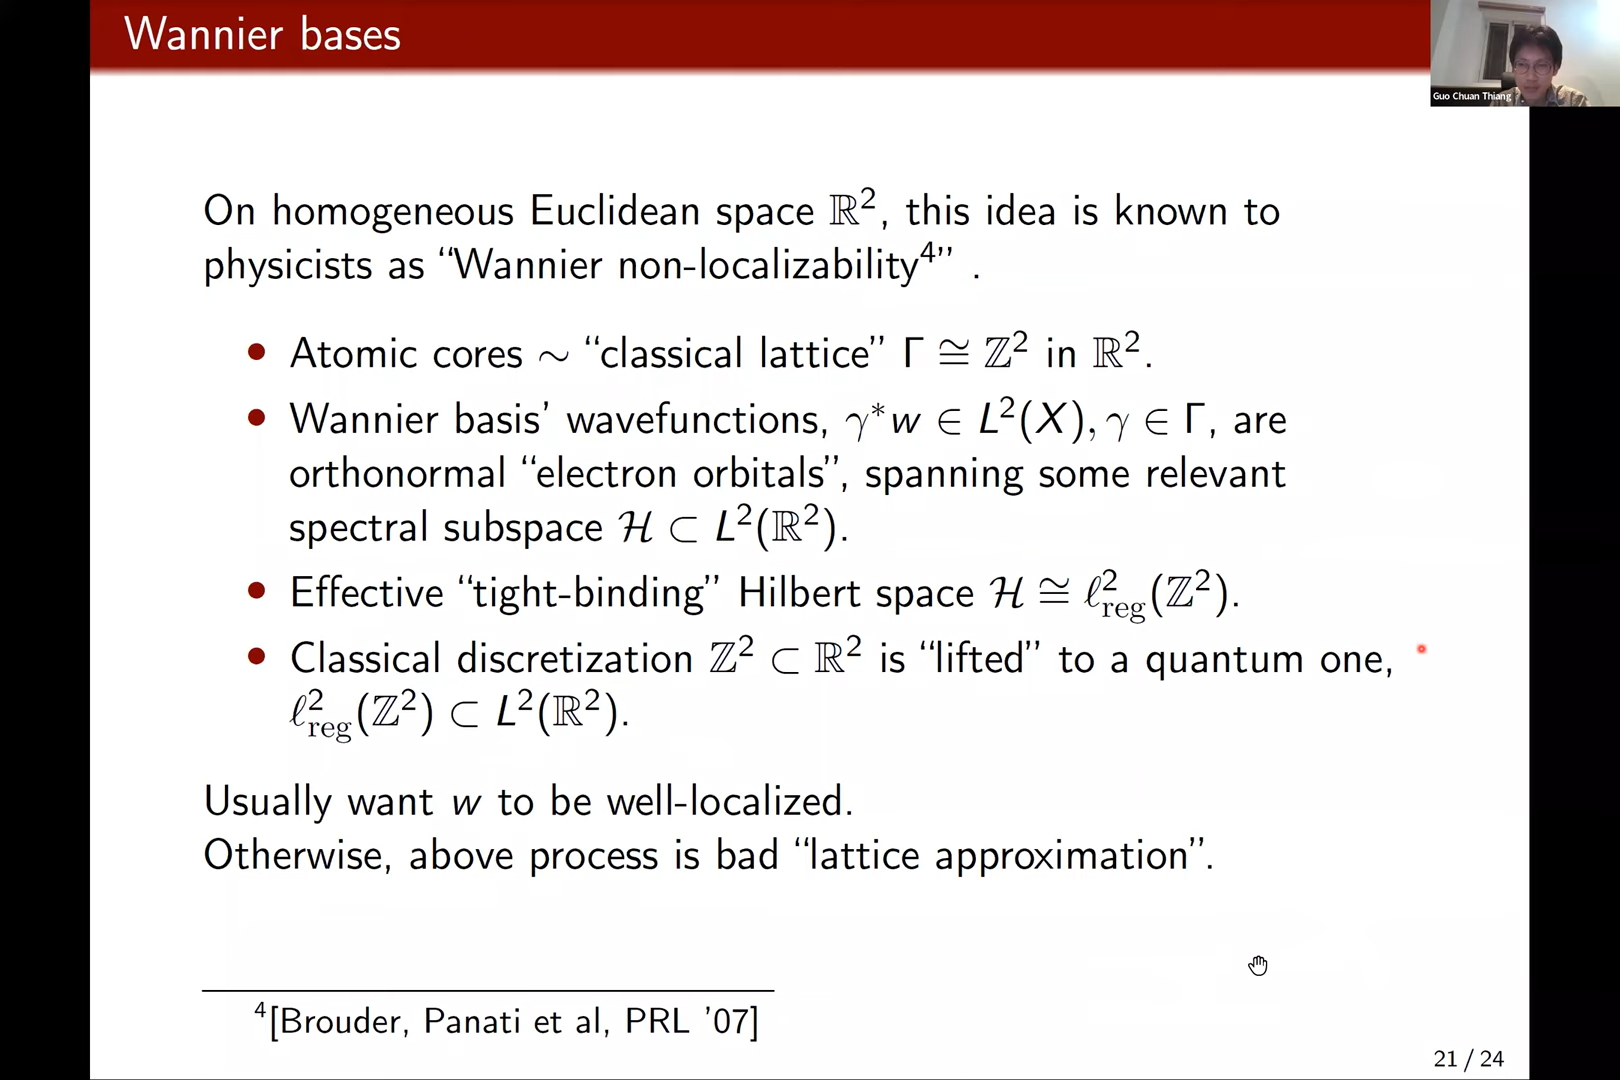 Wannier bases
Guo Chuan Thiang
On homogeneous Euclidean space ℝ², this idea is known to
physicists as “Wannier non-localizability⁴” .
• Atomic cores ∼ “classical lattice” Γ ≅ ℤ² in ℝ².
• Wannier basis’ wavefunctions, γ*w ∈ L²(X), γ ∈ Γ, are
orthonormal “electron orbitals”, spanning some relevant
spectral subspace ℋ ⊂ L²(ℝ²).
• Effective “tight-binding” Hilbert space ℋ ≅ ℓ²_reg(ℤ²).
• Classical discretization ℤ² ⊂ ℝ² is “lifted” to a quantum one,
ℓ²_reg(ℤ²) ⊂ L²(ℝ²).
Usually want w to be well-localized.
Otherwise, above process is bad “lattice approximation”.
⁴[Brouder, Panati et al, PRL ’07]
21 / 24